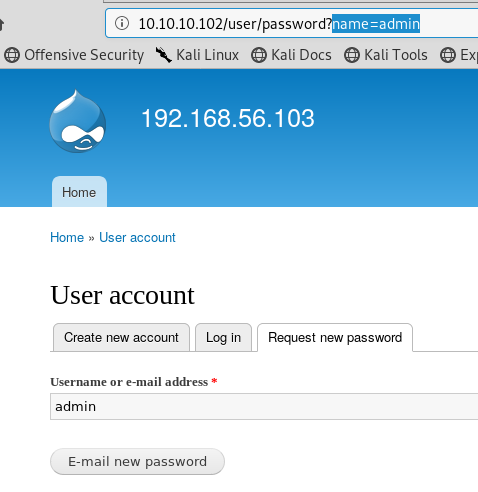 10.10.10.102/user/password?name=admin
Offensive Security Kali Linux Kali Docs Kali Tools
192.168.56.103
Home
Home » User account
User account
Create new account Log in Request new password
Username or e-mail address *
admin
E-mail new password